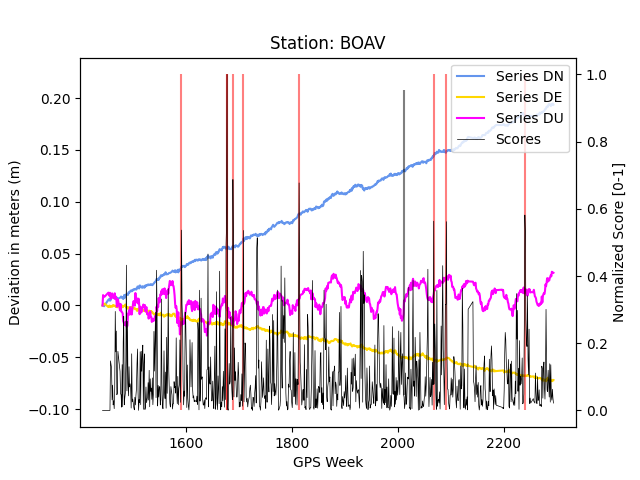 Station: BOAV
Deviation in meters (m)
0.20
0.15
0.10
0.05
0.00
−0.05
−0.10
1600
1800
2000
2200
GPS Week
1.0
0.8
0.6
0.4
0.2
0.0
Normalized Score [0-1]
Series DN
Series DE
Series DU
Scores